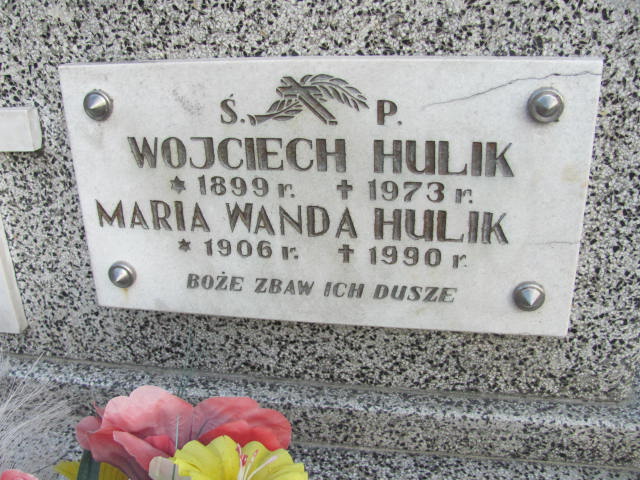 Ś. P.
WOJCIECH HULIK
* 1899 r. ✝ 1973 r.
MARIA WANDA HULIK
* 1906 r. ✝ 1990 r.
BOŻE ZBAW ICH DUSZE